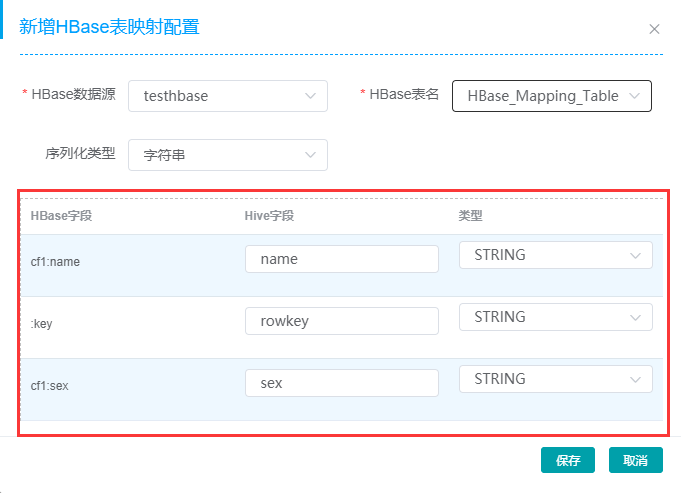 新增HBase表映射配置
* HBase数据源 testhbase * HBase表名 HBase_Mapping_Table
序列化类型 字符串
HBase字段 Hive字段 类型
cf1:name name STRING
:key rowkey STRING
cf1:sex sex STRING
保存 取消